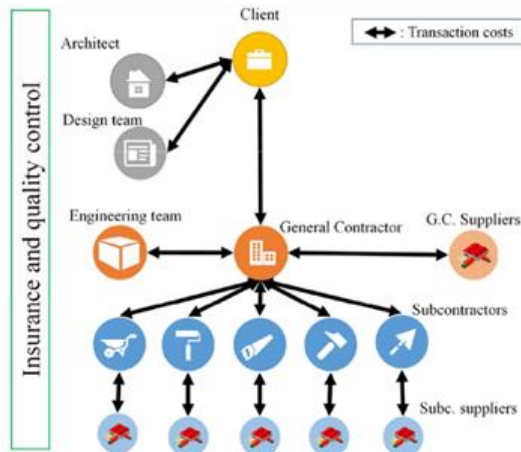 Client
: Transaction costs
Architect
Design team
Insurance and quality control
Engineering team
General Contractor
G.C. Suppliers
Subcontractors
Subc. suppliers